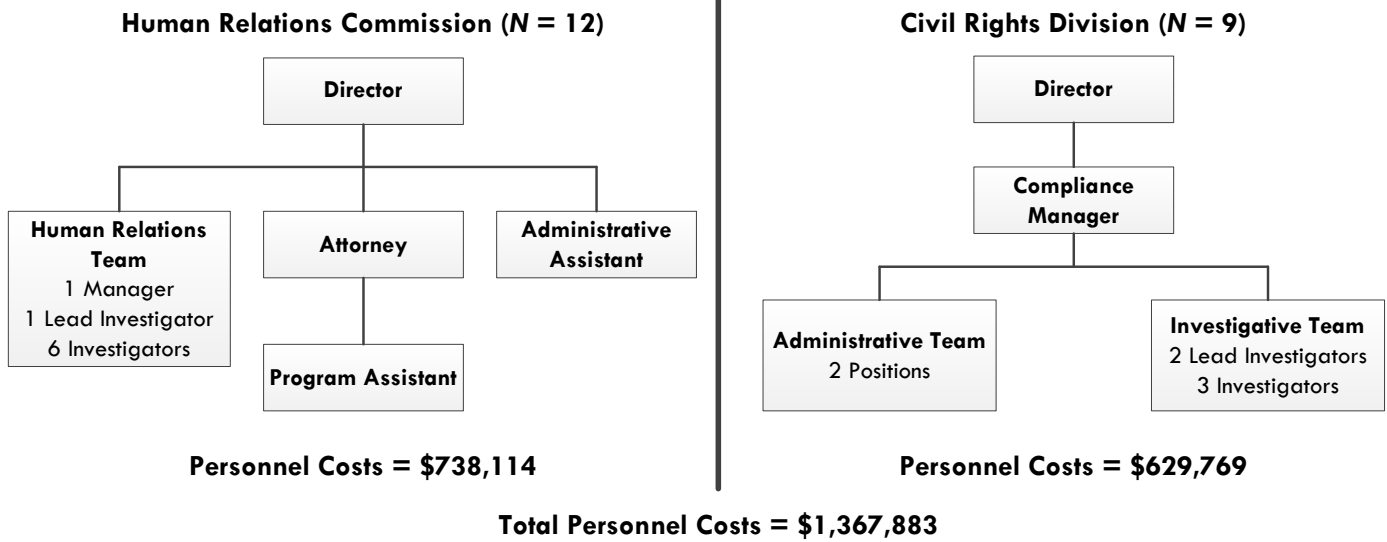 Human Relations Commission (N = 12)
Director
Human Relations
Team
1 Manager
1 Lead Investigator
6 Investigators
Attorney
Administrative
Assistant
Program Assistant
Personnel Costs = $738,114
Civil Rights Division (N = 9)
Director
Compliance
Manager
Administrative Team
2 Positions
Investigative Team
2 Lead Investigators
3 Investigators
Personnel Costs = $629,769
Total Personnel Costs = $1,367,883